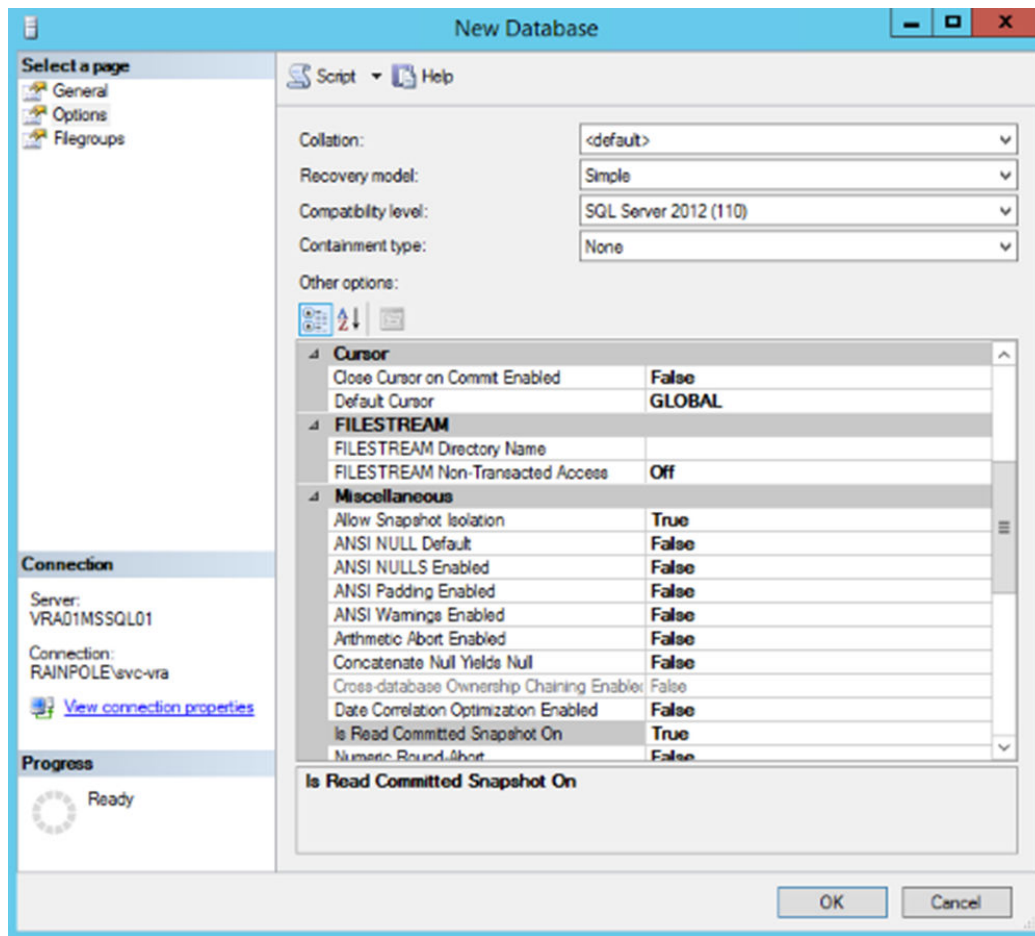 New Database
Select a page
General
Options
Filegroups
Script Help
Collation: <default>
Recovery model: Simple
Compatibility level: SQL Server 2012 (110)
Containment type: None
Other options:
Cursor
Close Cursor on Commit Enabled False
Default Cursor GLOBAL
FILESTREAM
FILESTREAM Directory Name
FILESTREAM Non-Transacted Access Off
Miscellaneous
Allow Snapshot Isolation True
ANSI NULL Default False
ANSI NULLS Enabled False
ANSI Padding Enabled False
ANSI Warnings Enabled False
Arithmetic Abort Enabled False
Concatenate Null Yields Null False
Cross-database Ownership Chaining Enabled False
Date Correlation Optimization Enabled False
Is Read Committed Snapshot On True
Numeric Round-Abort False
Is Read Committed Snapshot On
Connection
Server:
VRA01MSSQL01
Connection:
RAINPOLE\svc-vra
View connection properties
Progress
Ready
OK Cancel